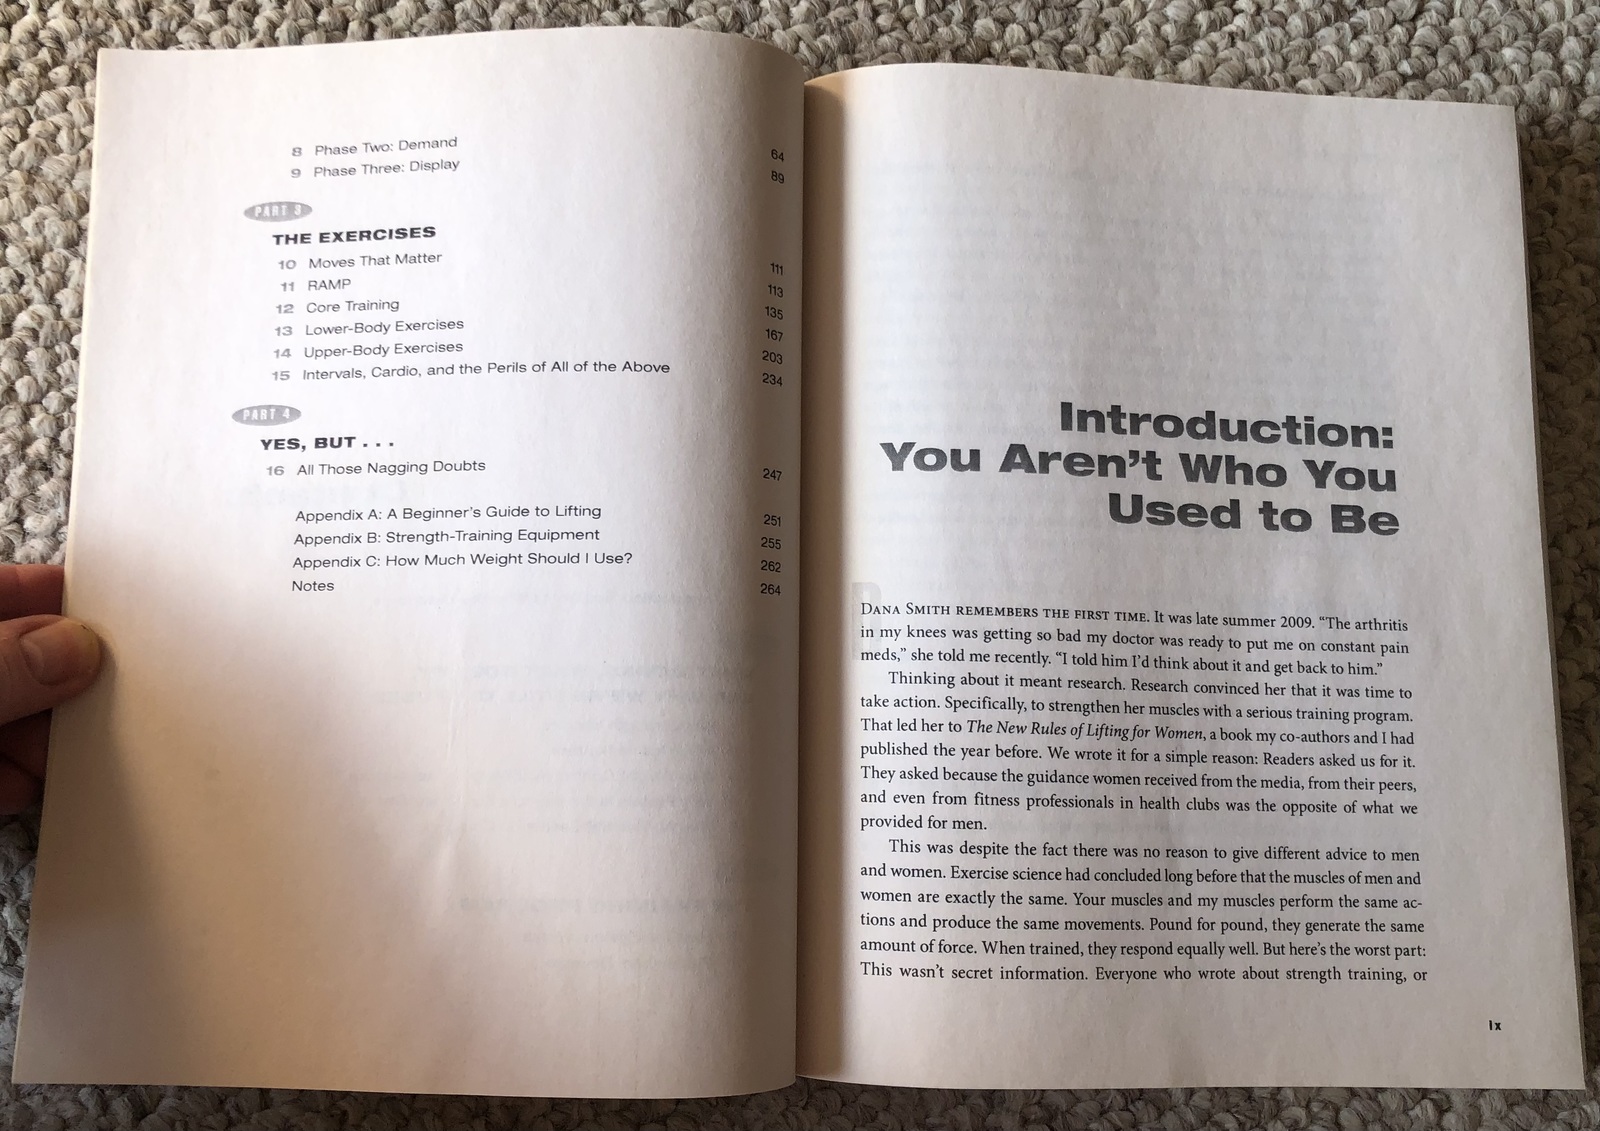 8 Phase Two: Demand 64
9 Phase Three: Display 89
PART 3
THE EXERCISES
10 Moves That Matter 111
11 RAMP 113
12 Core Training 135
13 Lower-Body Exercises 167
14 Upper-Body Exercises 203
15 Intervals, Cardio, and the Perils of All of the Above 234
PART 4
YES, BUT . . .
16 All Those Nagging Doubts 247
Appendix A: A Beginner's Guide to Lifting 251
Appendix B: Strength-Training Equipment 255
Appendix C: How Much Weight Should I Use? 262
Notes 264
Introduction:
You Aren't Who You
Used to Be
DANA SMITH REMEMBERS THE FIRST TIME. It was late summer 2009. “The arthritis
in my knees was getting so bad my doctor was ready to put me on constant pain
meds,” she told me recently. “I told him I'd think about it and get back to him.”
Thinking about it meant research. Research convinced her that it was time to
take action. Specifically, to strengthen her muscles with a serious training program.
That led her to The New Rules of Lifting for Women, a book my co-authors and I had
published the year before. We wrote it for a simple reason: Readers asked us for it.
They asked because the guidance women received from the media, from their peers,
and even from fitness professionals in health clubs was the opposite of what we
provided for men.
This was despite the fact there was no reason to give different advice to men
and women. Exercise science had concluded long before that the muscles of men and
women are exactly the same. Your muscles and my muscles perform the same ac-
tions and produce the same movements. Pound for pound, they generate the same
amount of force. When trained, they respond equally well. But here's the worst part:
This wasn't secret information. Everyone who wrote about strength training, or
ix